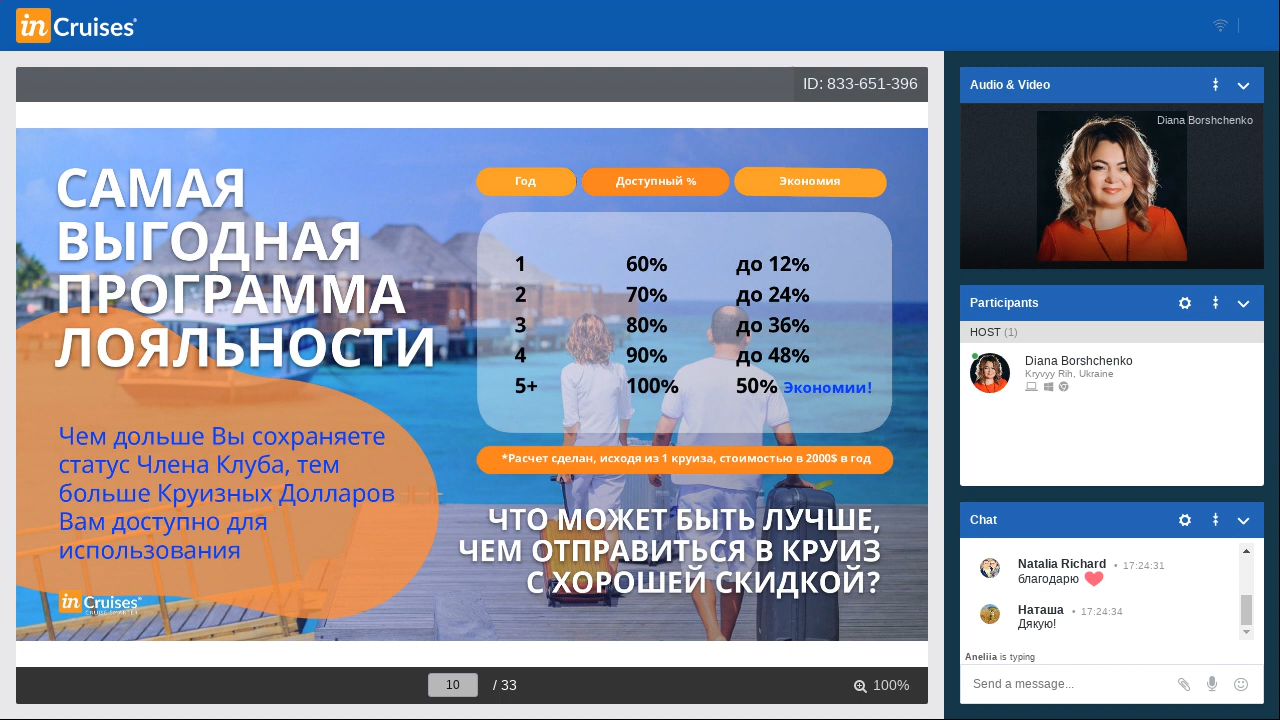 in Cruises
ID: 833-651-396
САМАЯ
ВЫГОДНАЯ
ПРОГРАММА
ЛОЯЛЬНОСТИ
Чем дольше Вы сохраняете
статус Члена Клуба, тем
больше Круизных Долларов
Вам доступно для
использования
in Cruises
Год Доступный % Экономия
1 60% до 12%
2 70% до 24%
3 80% до 36%
4 90% до 48%
5+ 100% 50% Экономии!
*Расчет сделан, исходя из 1 круиза, стоимостью в 2000$ в год
ЧТО МОЖЕТ БЫТЬ ЛУЧШЕ,
ЧЕМ ОТПРАВИТЬСЯ В КРУИЗ
С ХОРОШЕЙ СКИДКОЙ?
10 / 33
100%
Audio & Video
Diana Borshchenko
Participants
HOST (1)
Diana Borshchenko
Kryvyy Rih, Ukraine
Chat
Natalia Richard • 17:24:31
благодарю
Наташа • 17:24:34
Дякую!
Aneliia is typing
Send a message...